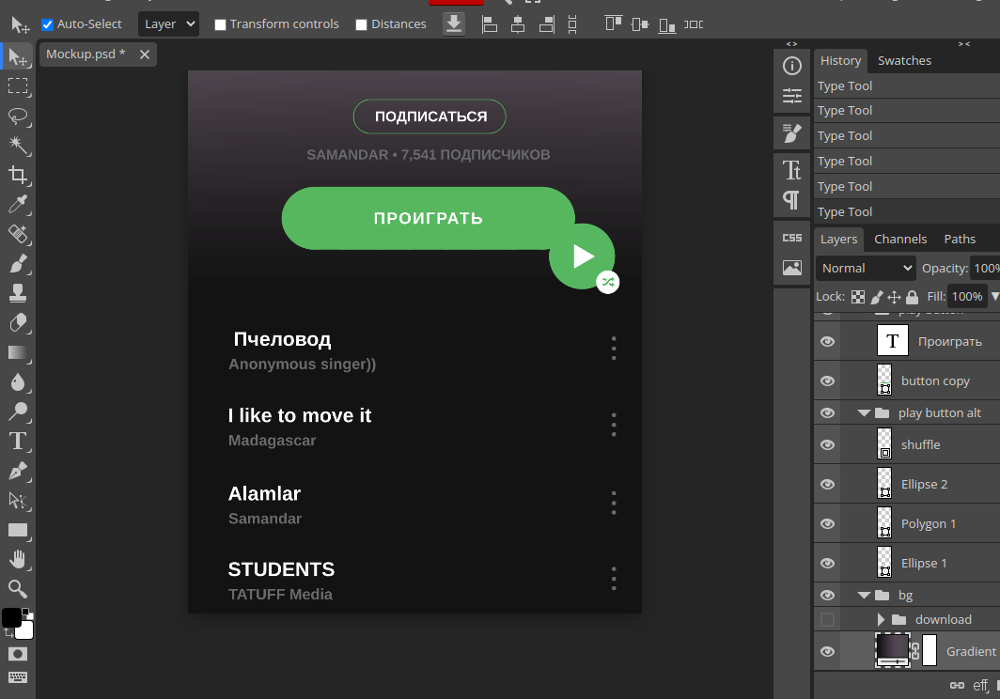 Auto-Select Layer Transform controls Distances
Mockup.psd *
History Swatches
Type Tool
Type Tool
Type Tool
Type Tool
Type Tool
Type Tool
Layers Channels Paths
Normal Opacity: 100%
Lock: Fill: 100%
Проиграть
button copy
play button alt
shuffle
Ellipse 2
Polygon 1
Ellipse 1
bg
download
Gradient
eff
CSS
ПОДПИСАТЬСЯ
SAMANDAR • 7,541 ПОДПИСЧИКОВ
ПРОИГРАТЬ
Пчеловод
Anonymous singer))
I like to move it
Madagascar
Alamlar
Samandar
STUDENTS
TATUFF Media